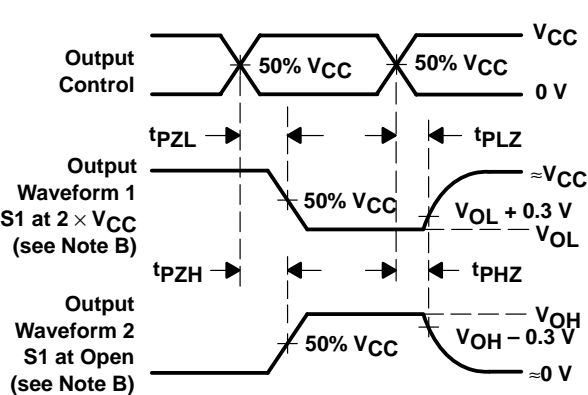 VCC
Output
Control
50% VCC
50% VCC
0 V
tPZL
tPLZ
Output
Waveform 1
S1 at 2 × VCC
(see Note B)
50% VCC
≈VCC
VOL + 0.3 V
VOL
tPZH
tPHZ
Output
Waveform 2
S1 at Open
(see Note B)
50% VCC
VOH
VOH − 0.3 V
≈0 V